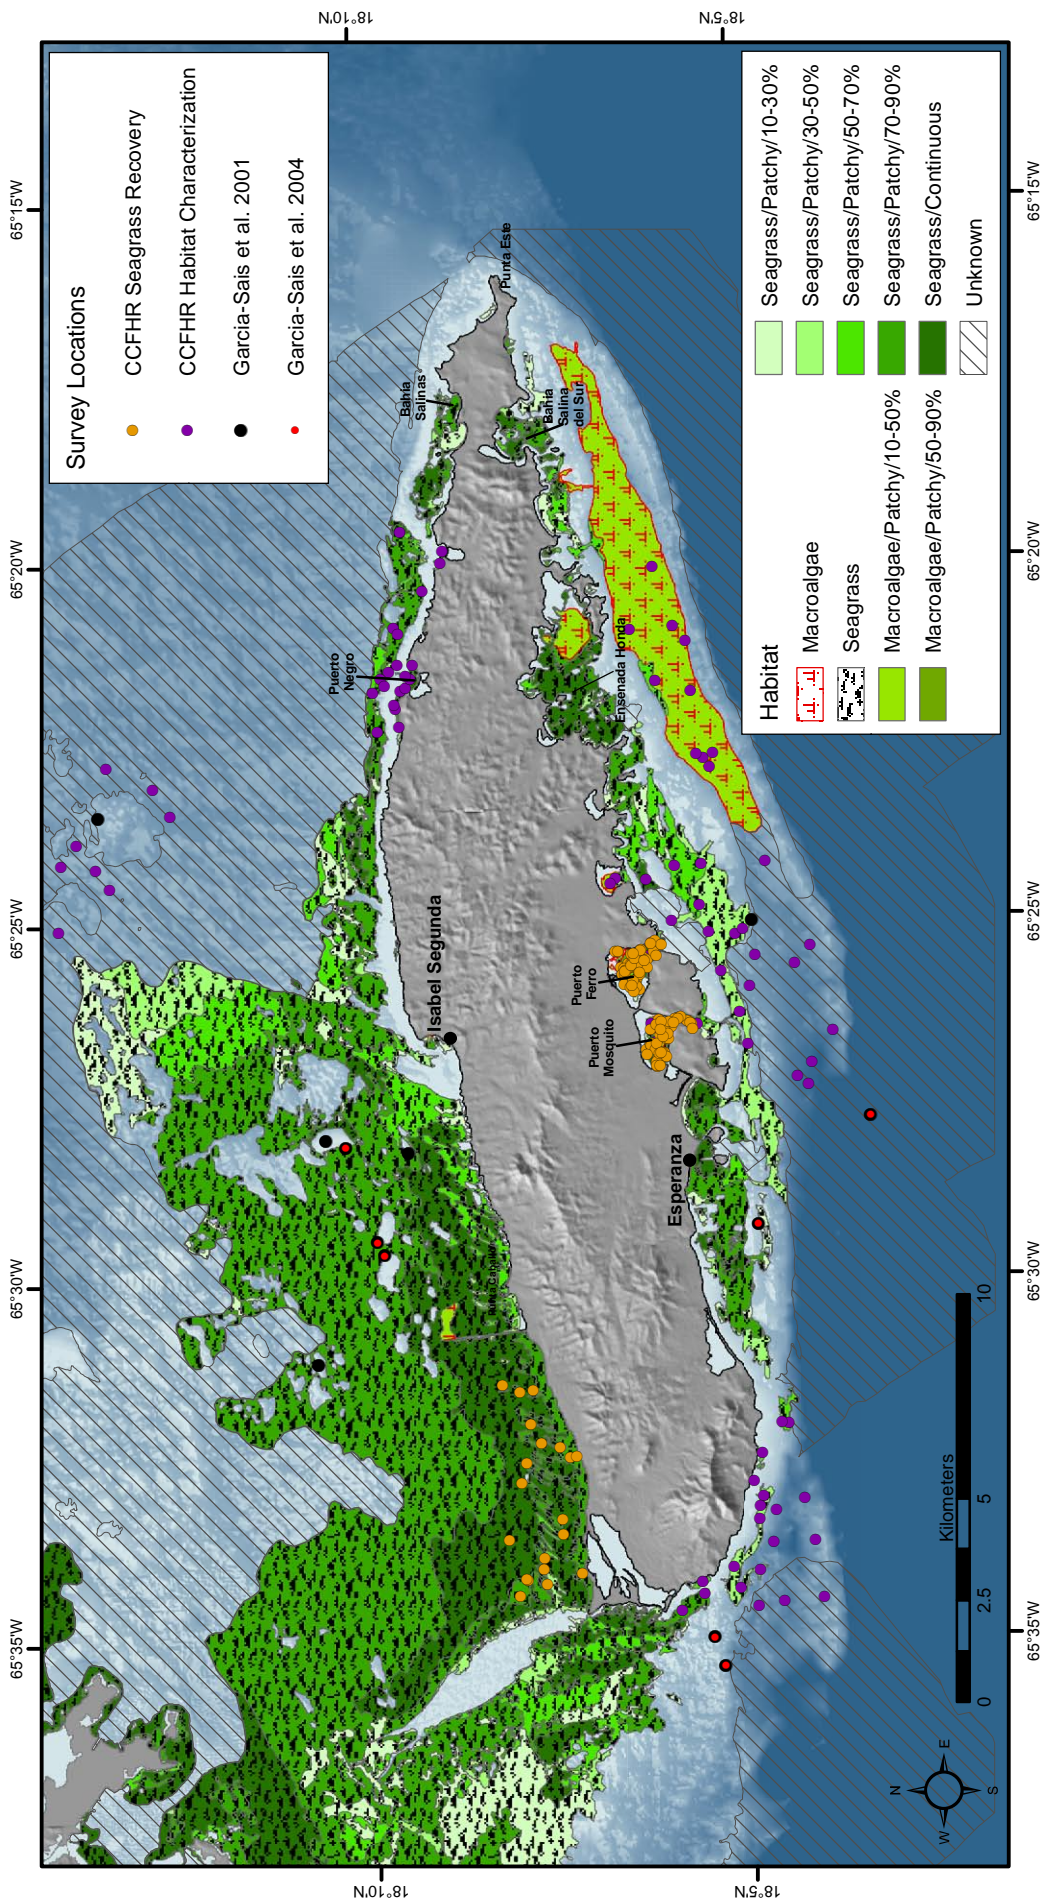 Survey Locations
CCFHR Seagrass Recovery
CCFHR Habitat Characterization
Garcia-Sais et al. 2001
Garcia-Sais et al. 2004
Habitat
Macroalgae
Seagrass
Macroalgae/Patchy/10-50%
Macroalgae/Patchy/50-90%
Seagrass/Patchy/10-30%
Seagrass/Patchy/30-50%
Seagrass/Patchy/50-70%
Seagrass/Patchy/70-90%
Seagrass/Continuous
Unknown
65°35'W
65°30'W
65°25'W
65°20'W
65°15'W
65°35'W
65°30'W
65°25'W
65°20'W
65°15'W
18°10'N
18°5'N
18°10'N
18°5'N
Isabel Segunda
Esperanza
Puerto
Negro
Bahia
Salinas
Punta Este
Bahia
Salina
del Sur
Ensenada Honda
Puerto
Ferro
Puerto
Mosquito
Kilometers
0
2.5
5
10
N
E
S
W